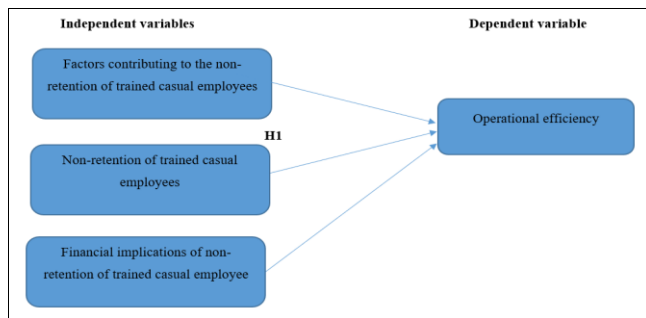 Independent variables
Dependent variable
Factors contributing to the non-
retention of trained casual employees
Operational efficiency
H1
Non-retention of trained casual
employees
Financial implications of non-
retention of trained casual employee